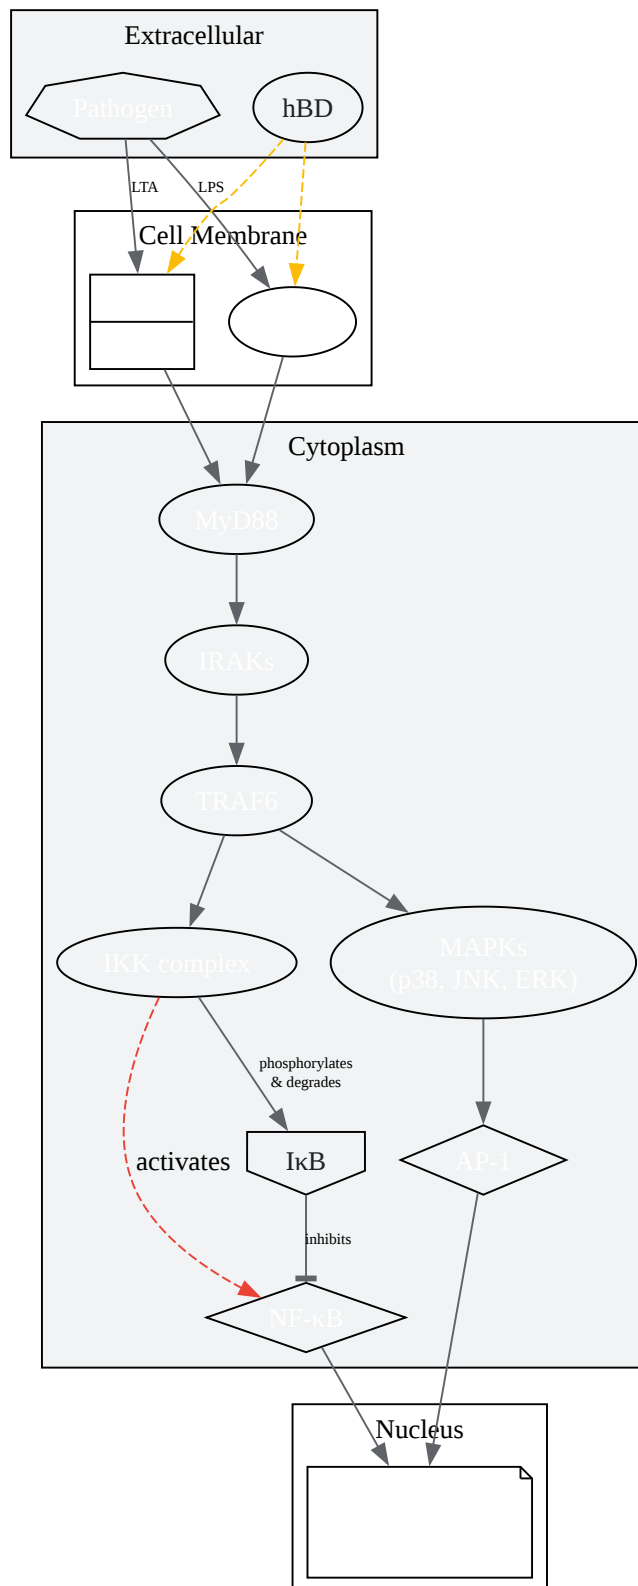 Extracellular
Pathogen
hBD
LTA
LPS
Cell Membrane
Cytoplasm
MyD88
IRAKs
TRAF6
IKK complex
MAPKs
(p38, JNK, ERK)
phosphorylates
& degrades
activates
IκB
AP-1
inhibits
NF-κB
Nucleus